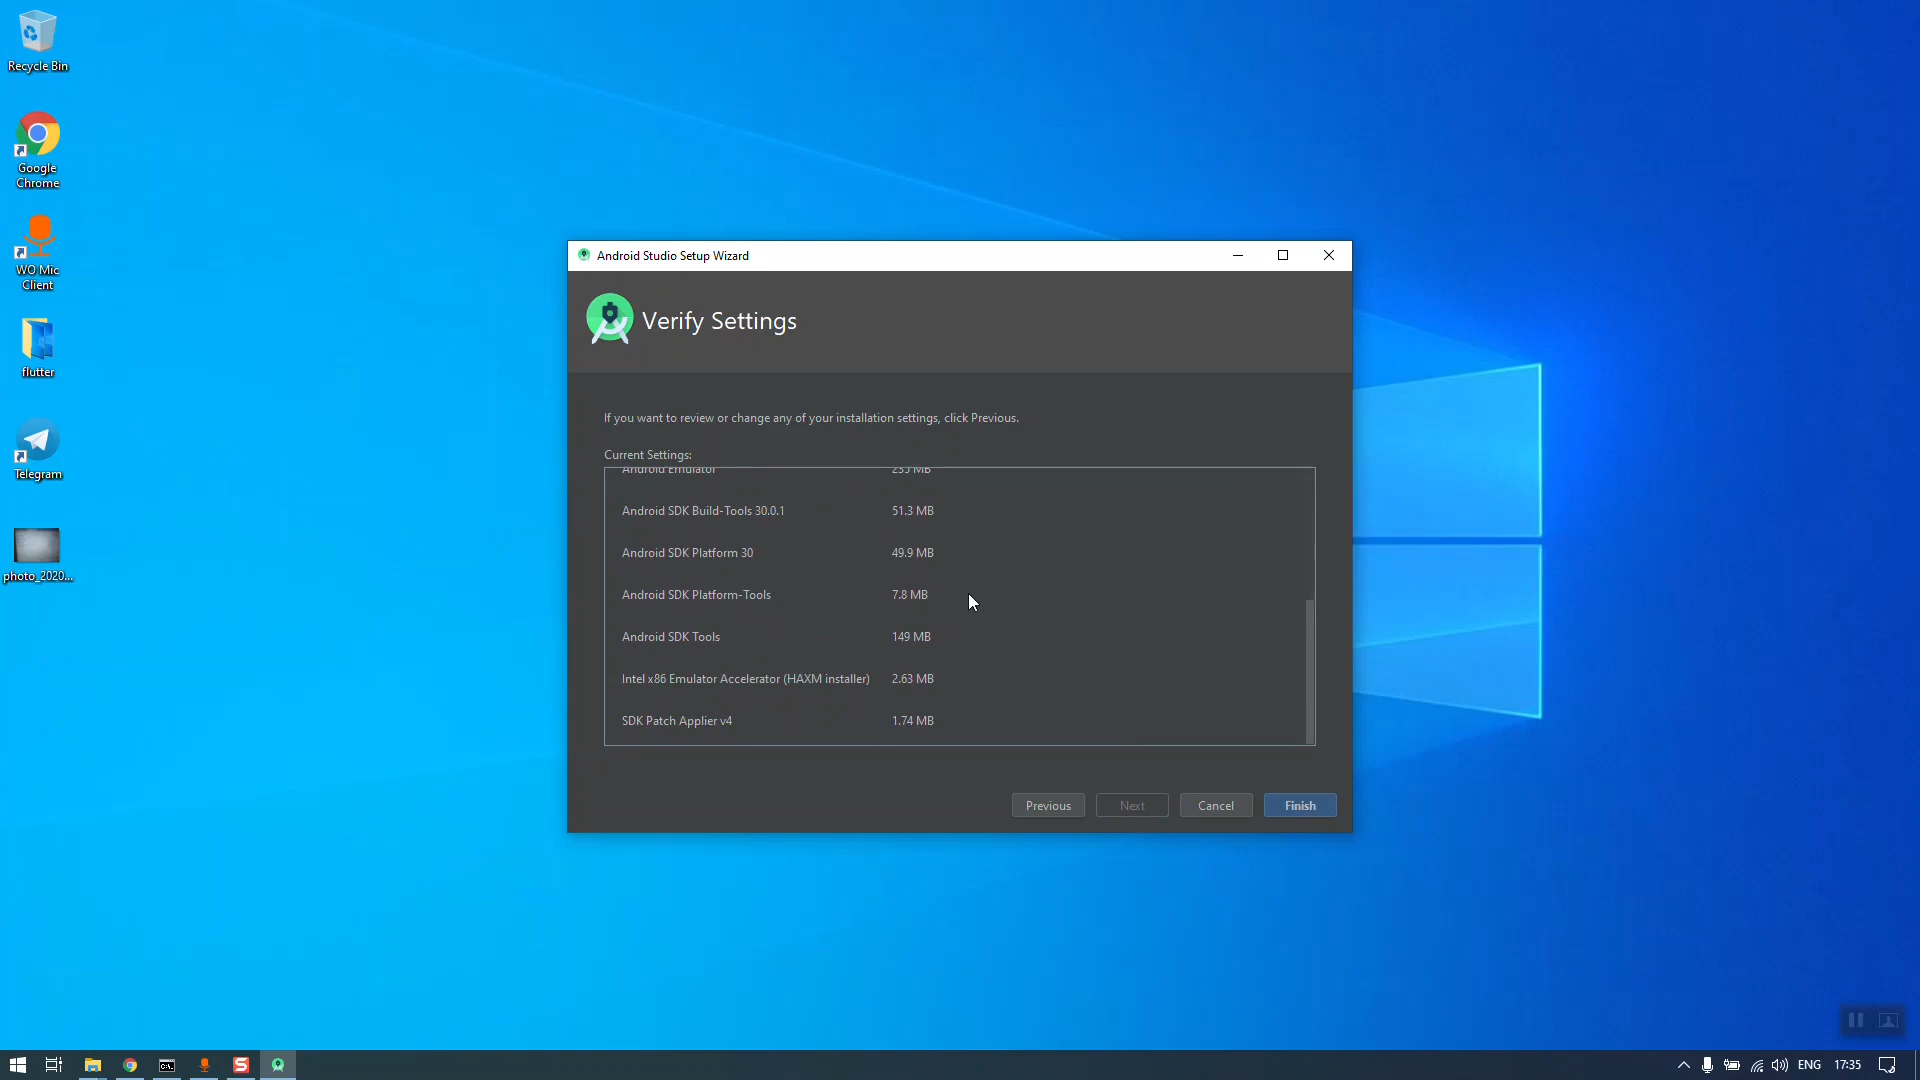 Recycle Bin
Google
Chrome
WO Mic
Client
flutter
Telegram
photo_2020...
Android Studio Setup Wizard
Verify Settings
If you want to review or change any of your installation settings, click Previous.
Current Settings:
Android Emulator 235 MB
Android SDK Build-Tools 30.0.1 51.3 MB
Android SDK Platform 30 49.9 MB
Android SDK Platform-Tools 7.8 MB
Android SDK Tools 149 MB
Intel x86 Emulator Accelerator (HAXM installer) 2.63 MB
SDK Patch Applier v4 1.74 MB
Previous Next Cancel Finish
ENG 17:35